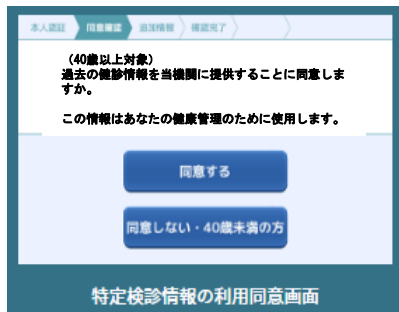 本人認証 同意確認 追加情報 確認完了
（40歳以上対象）
過去の健診情報を当機関に提供することに同意しま
すか。
この情報はあなたの健康管理のために使用します。
同意する
同意しない・40歳未満の方
特定検診情報の利用同意画面